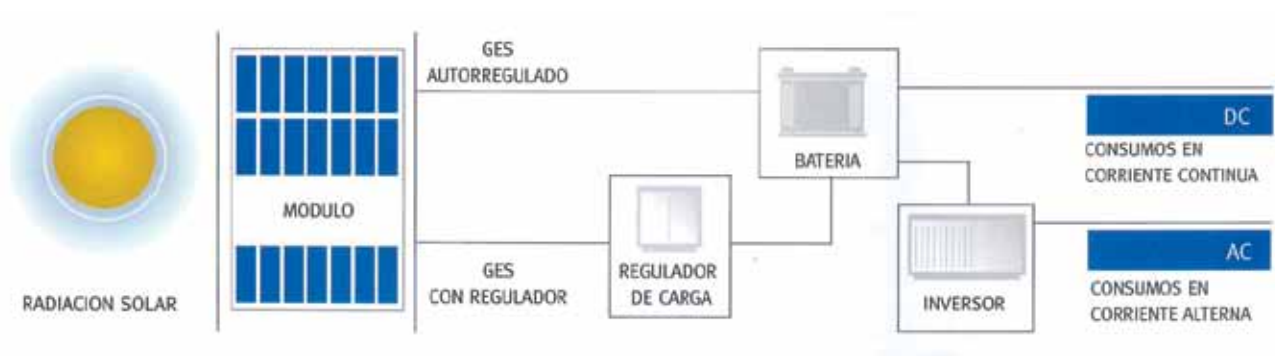 RADIACION SOLAR
MODULO
GES
AUTORREGULADO
GES
CON REGULADOR
REGULADOR
DE CARGA
BATERIA
INVERSOR
DC
CONSUMOS EN
CORRIENTE CONTINUA
AC
CONSUMOS EN
CORRIENTE ALTERNA